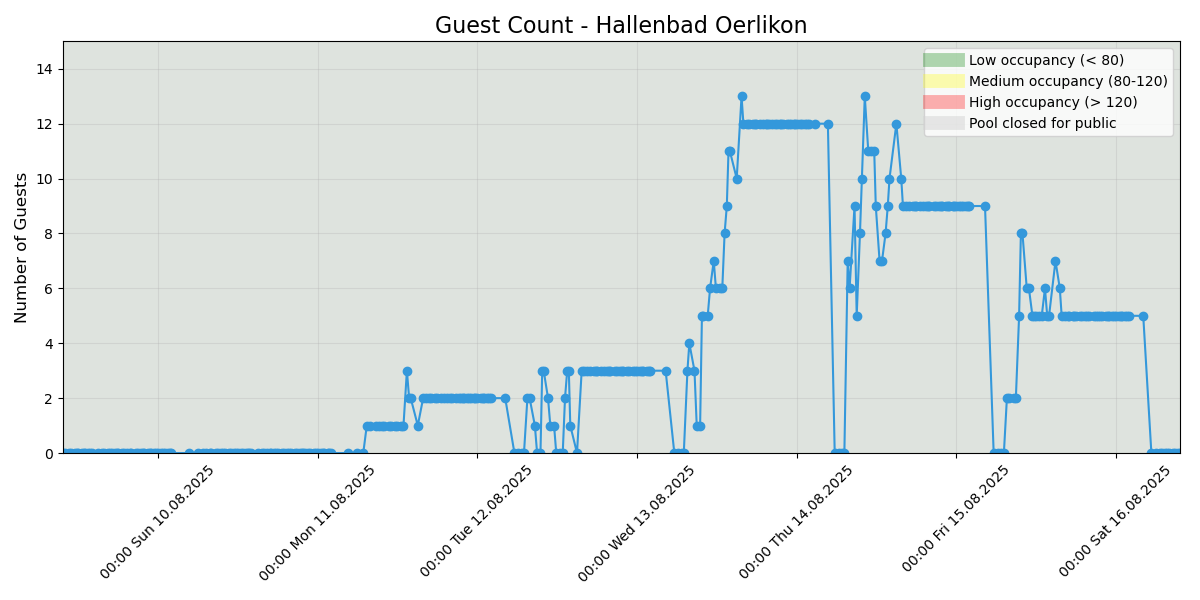 Guest Count - Hallenbad Oerlikon
Low occupancy (< 80)
Medium occupancy (80-120)
High occupancy (> 120)
Pool closed for public
Number of Guests
14
12
10
8
6
4
2
0
00:00 Sun 10.08.2025
00:00 Mon 11.08.2025
00:00 Tue 12.08.2025
00:00 Wed 13.08.2025
00:00 Thu 14.08.2025
00:00 Fri 15.08.2025
00:00 Sat 16.08.2025